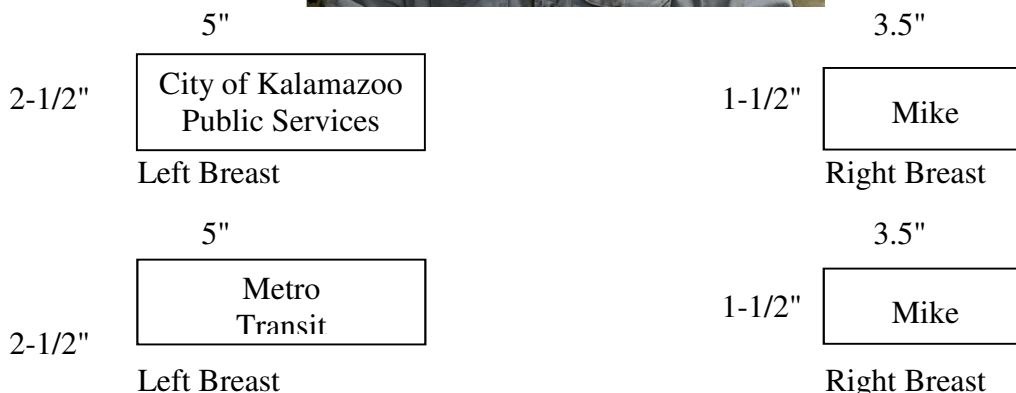 5" 3.5"
2-1/2" City of Kalamazoo
Public Services 1-1/2" Mike
Left Breast Right Breast
5" 3.5"
2-1/2" Metro
Transit 1-1/2" Mike
Left Breast Right Breast